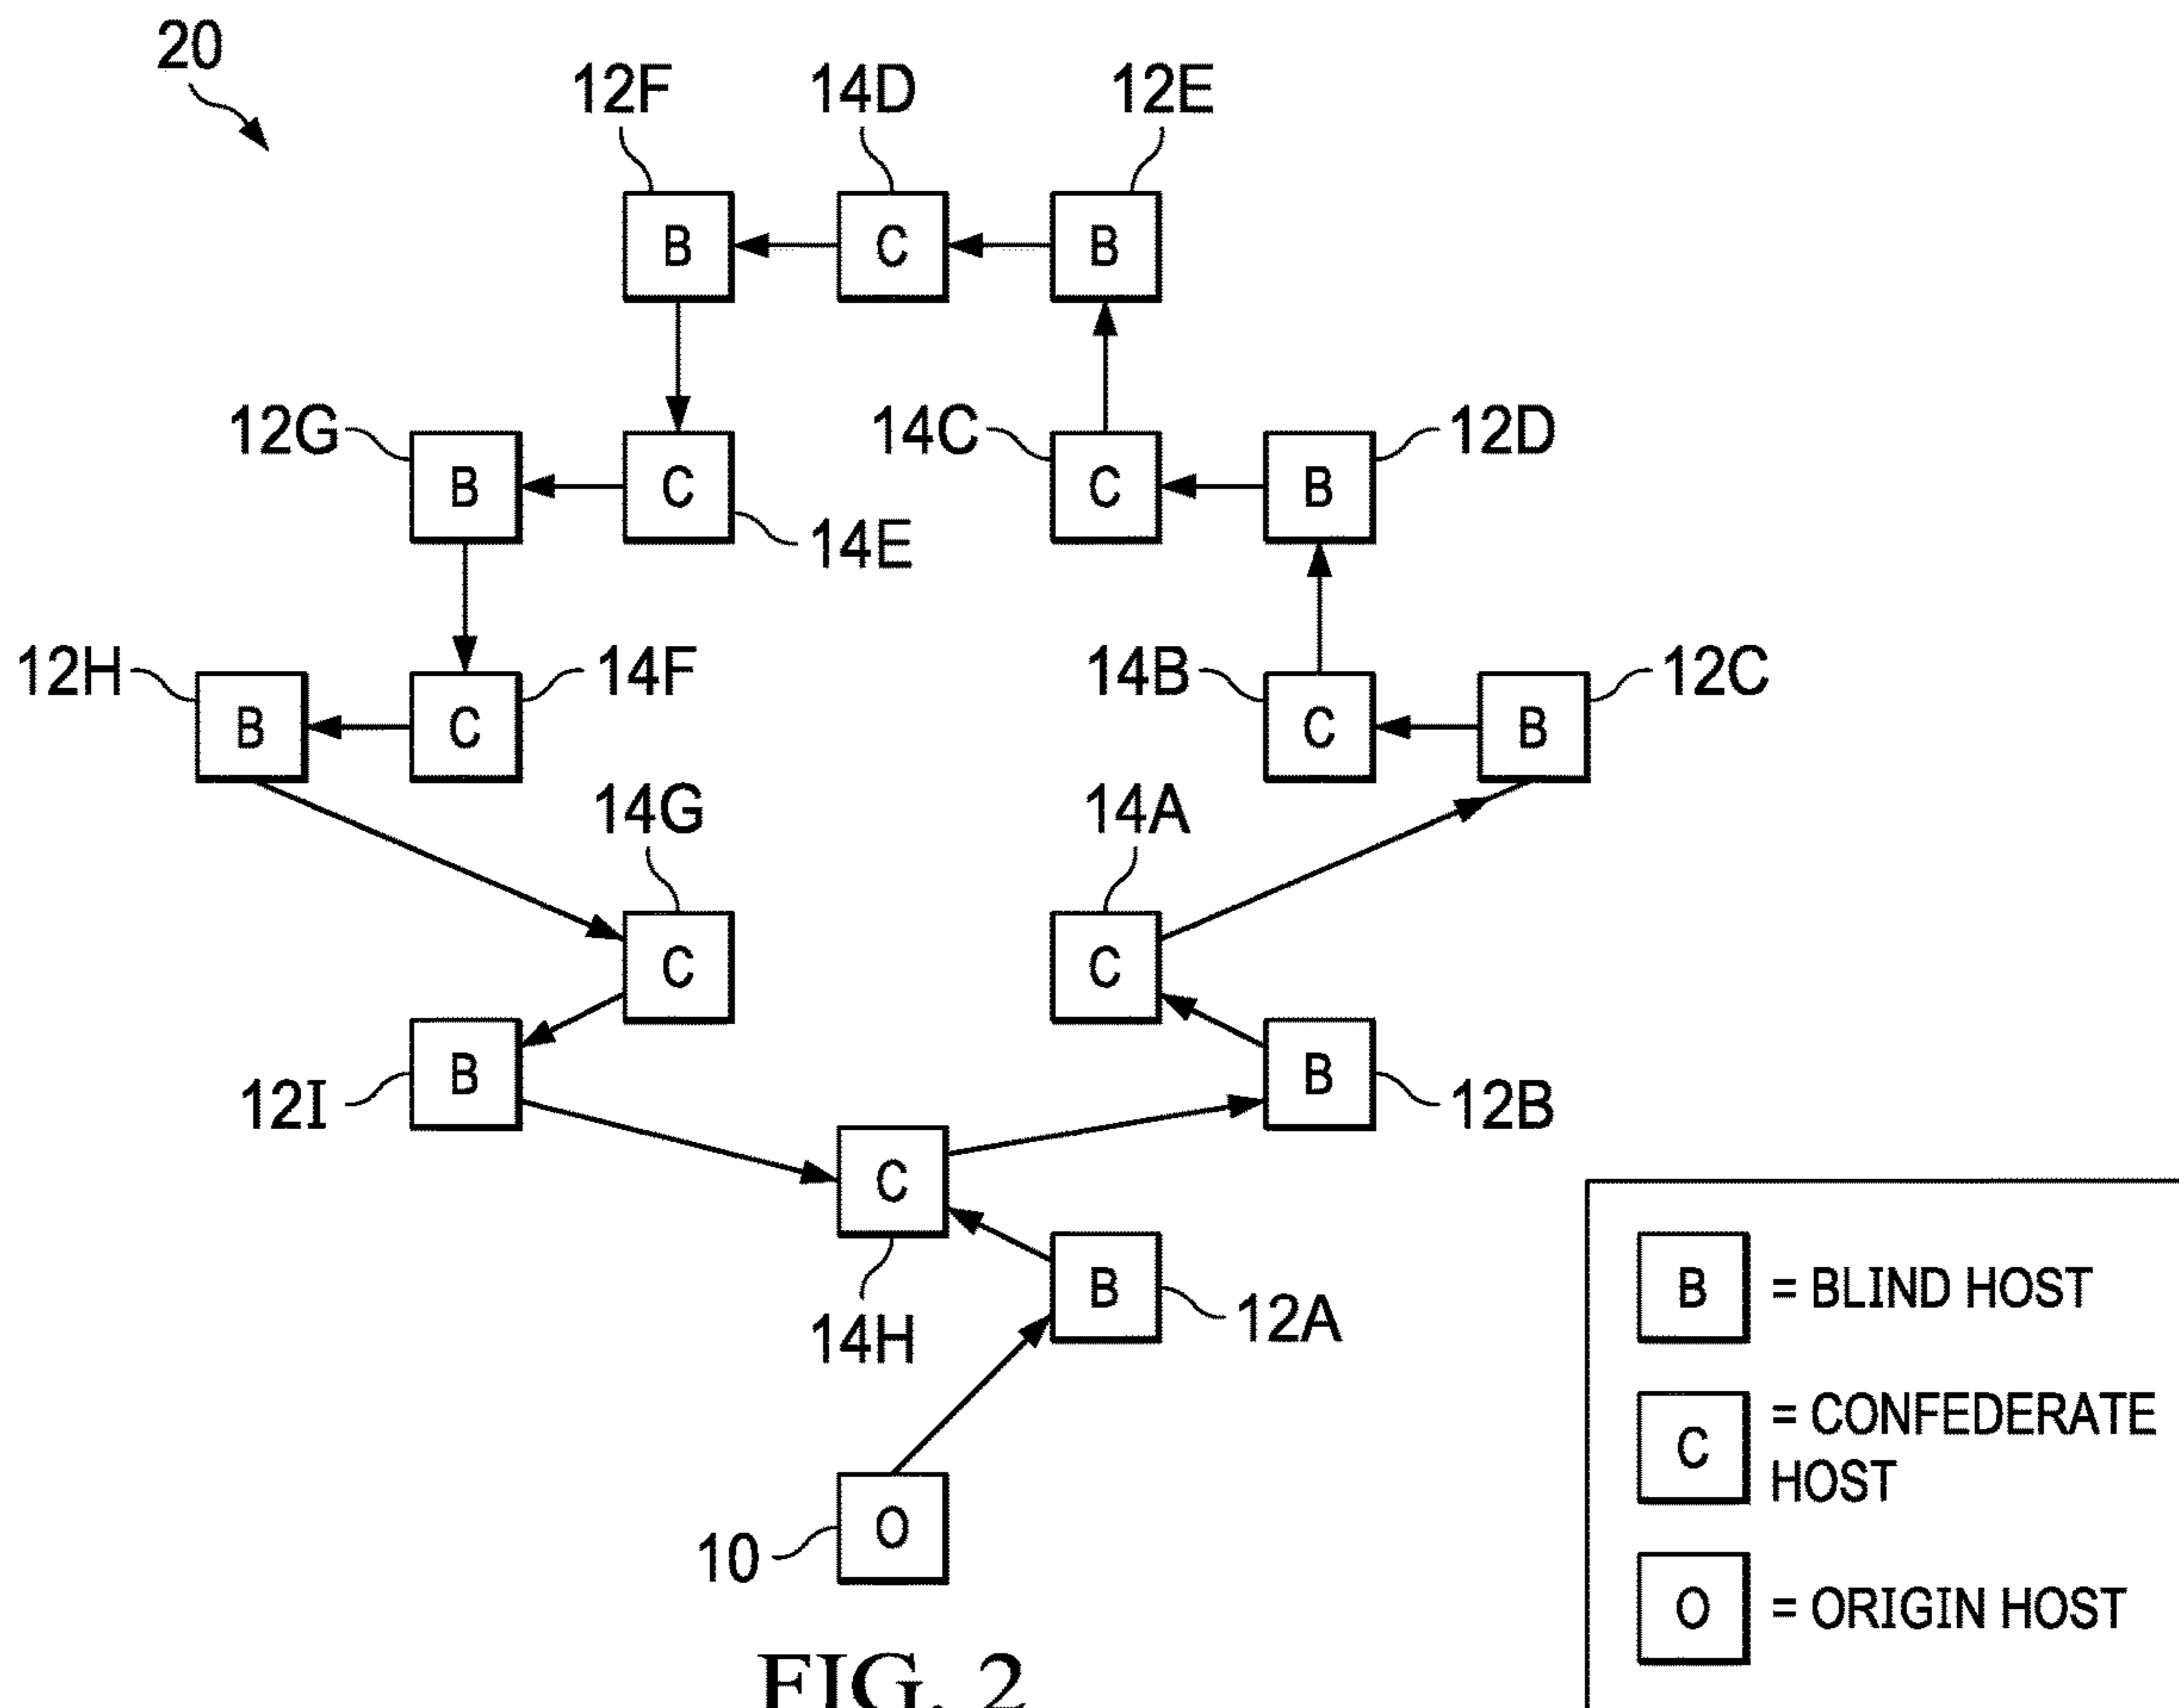 20
12F 14D 12E
B C B
12G 14C 12D
B C C B
14E
12H 14F 14B 12C
B C C B
14G 14A
C C
B B
12I 12B
C
14H
B
12A
O
10
B = BLIND HOST
C = CONFEDERATE
HOST
O = ORIGIN HOST
FIG. 2